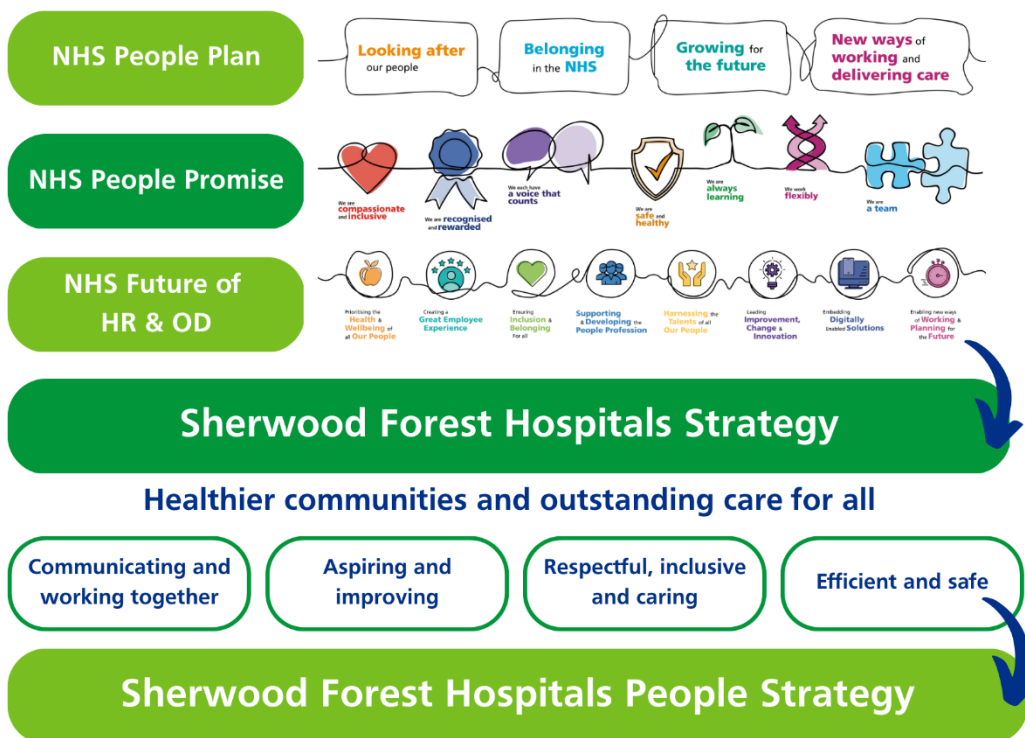 NHS People Plan
Looking after
our people
Belonging
in the NHS
Growing for
the future
New ways of
working and
delivering care
NHS People Promise
We are
compassionate
and inclusive
We are recognised
and rewarded
We each have
a voice that
counts
We are
safe and
healthy
We are
always
learning
We work
flexibly
We are
a team
NHS Future of
HR & OD
Prioritising the
Health &
Wellbeing of
all Our People
Creating a
Great Employee
Experience
Ensuring
Inclusion &
Belonging
For all
Supporting
& Developing the
People Profession
Harnessing the
Talents of all
Our People
Leading
Improvement,
Change &
Innovation
Embedding
Digitally
Enabled Solutions
Enabling new ways
of Working &
Planning for
the Future
Sherwood Forest Hospitals Strategy
Healthier communities and outstanding care for all
Communicating and
working together
Aspiring and
improving
Respectful, inclusive
and caring
Efficient and safe
Sherwood Forest Hospitals People Strategy